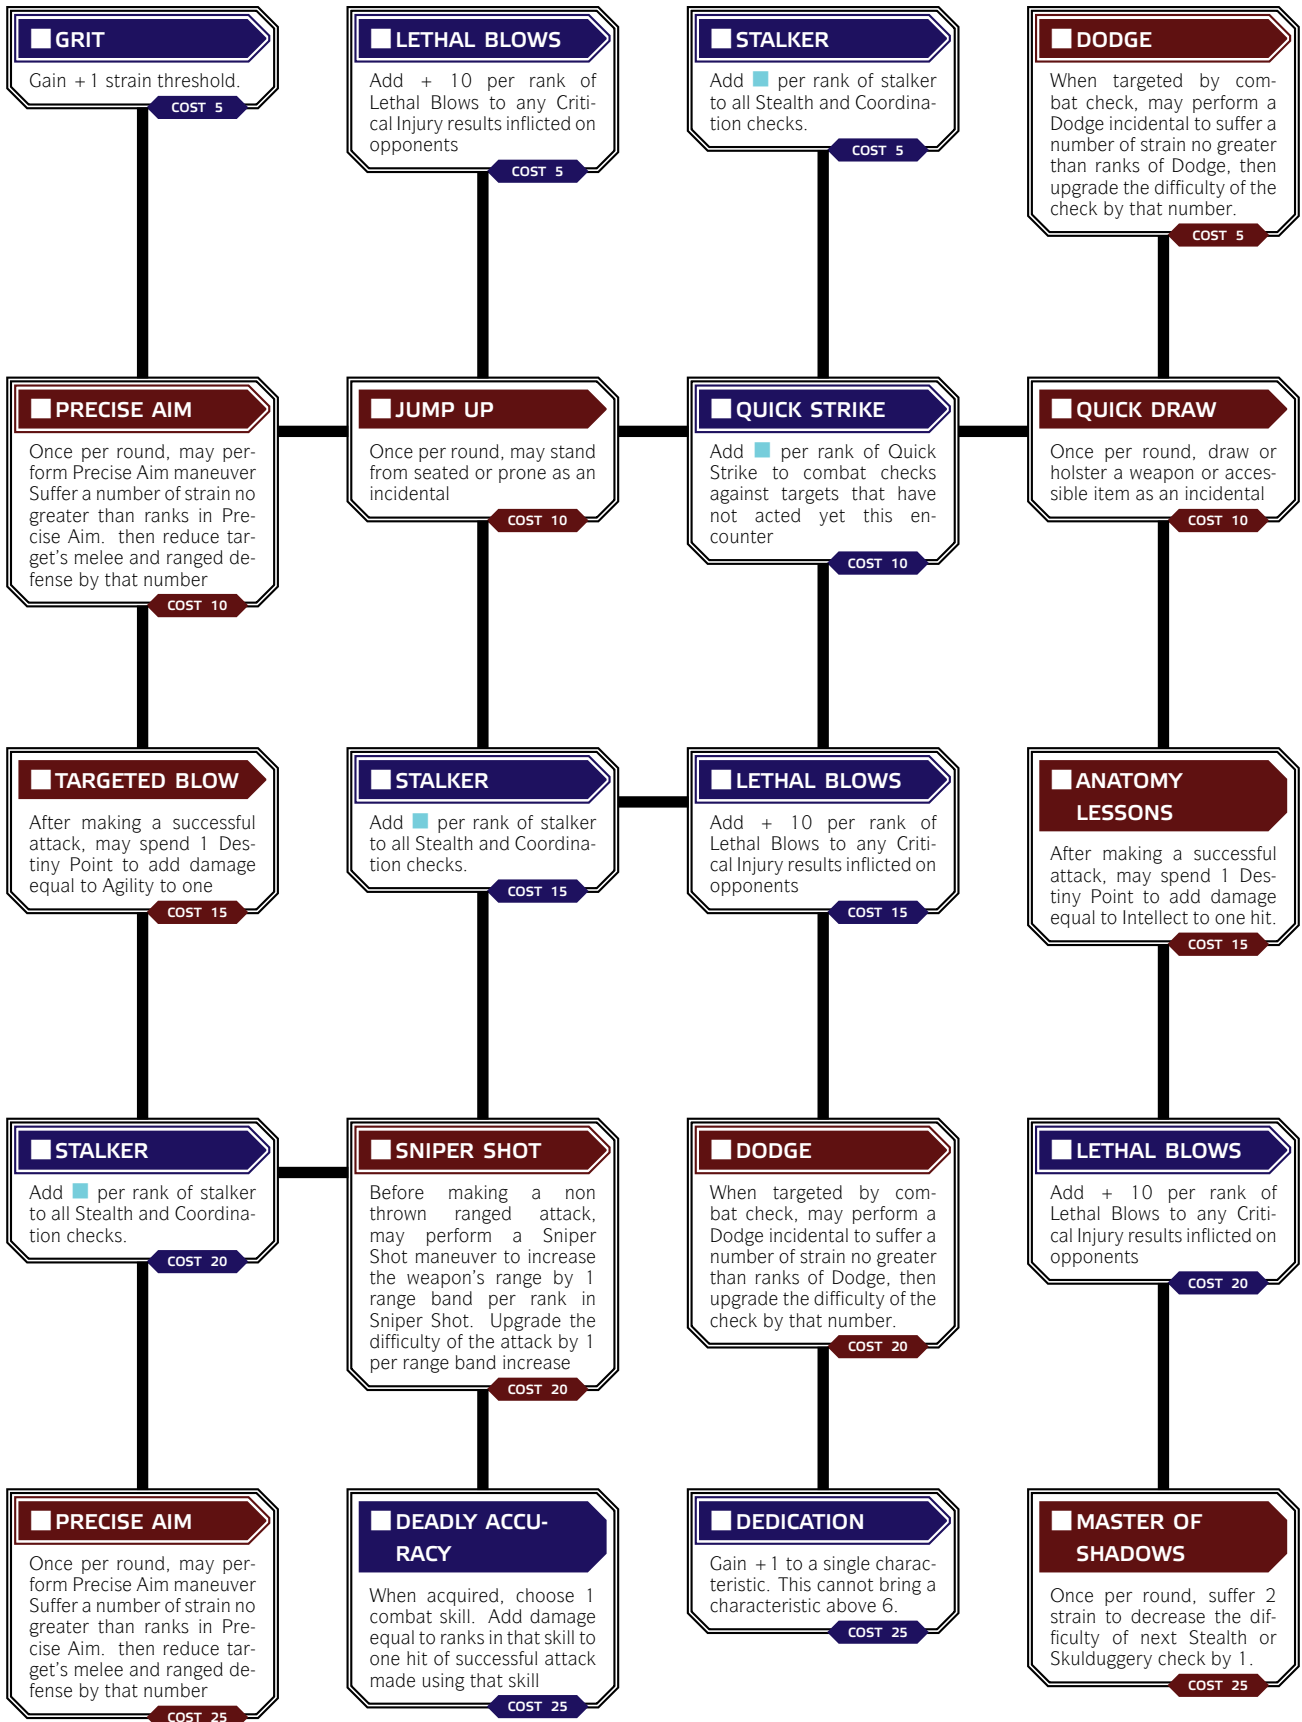 GRIT
Gain +1 strain threshold.
COST 5
LETHAL BLOWS
Add + 10 per rank of
Lethal Blows to any Criti-
cal Injury results inflicted on
opponents
COST 5
STALKER
Add per rank of stalker
to all Stealth and Coordina-
tion checks.
COST 5
DODGE
When targeted by com-
bat check, may perform a
Dodge incidental to suffer a
number of strain no greater
than ranks of Dodge, then
upgrade the difficulty of the
check by that number.
COST 5
PRECISE AIM
Once per round, may per-
form Precise Aim maneuver
Suffer a number of strain no
greater than ranks in Pre-
cise Aim. then reduce tar-
get's melee and ranged de-
fense by that number
COST 10
JUMP UP
Once per round, may stand
from seated or prone as an
incidental
COST 10
QUICK STRIKE
Add per rank of Quick
Strike to combat checks
against targets that have
not acted yet this en-
counter
COST 10
QUICK DRAW
Once per round, draw or
holster a weapon or acces-
sible item as an incidental
COST 10
TARGETED BLOW
After making a successful
attack, may spend 1 Des-
tiny Point to add damage
equal to Agility to one
COST 15
STALKER
Add per rank of stalker
to all Stealth and Coordina-
tion checks.
COST 15
LETHAL BLOWS
Add + 10 per rank of
Lethal Blows to any Criti-
cal Injury results inflicted on
opponents
COST 15
ANATOMY
LESSONS
After making a successful
attack, may spend 1 Des-
tiny Point to add damage
equal to Intellect to one hit.
COST 15
STALKER
Add per rank of stalker
to all Stealth and Coordina-
tion checks.
COST 20
SNIPER SHOT
Before making a non
thrown ranged attack,
may perform a Sniper
Shot maneuver to increase
the weapon's range by 1
range band per rank in
Sniper Shot. Upgrade the
difficulty of the attack by 1
per range band increase
COST 20
DODGE
When targeted by com-
bat check, may perform a
Dodge incidental to suffer a
number of strain no greater
than ranks of Dodge, then
upgrade the difficulty of the
check by that number.
COST 20
LETHAL BLOWS
Add + 10 per rank of
Lethal Blows to any Criti-
cal Injury results inflicted on
opponents
COST 20
PRECISE AIM
Once per round, may per-
form Precise Aim maneuver
Suffer a number of strain no
greater than ranks in Pre-
cise Aim. then reduce tar-
get's melee and ranged de-
fense by that number
COST 25
DEADLY ACCU-
RACY
When acquired, choose 1
combat skill. Add damage
equal to ranks in that skill to
one hit of successful attack
made using that skill
COST 25
DEDICATION
Gain +1 to a single charac-
teristic. This cannot bring a
characteristic above 6.
COST 25
MASTER OF
SHADOWS
Once per round, suffer 2
strain to decrease the dif-
ficulty of next Stealth or
Skulduggery check by 1.
COST 25